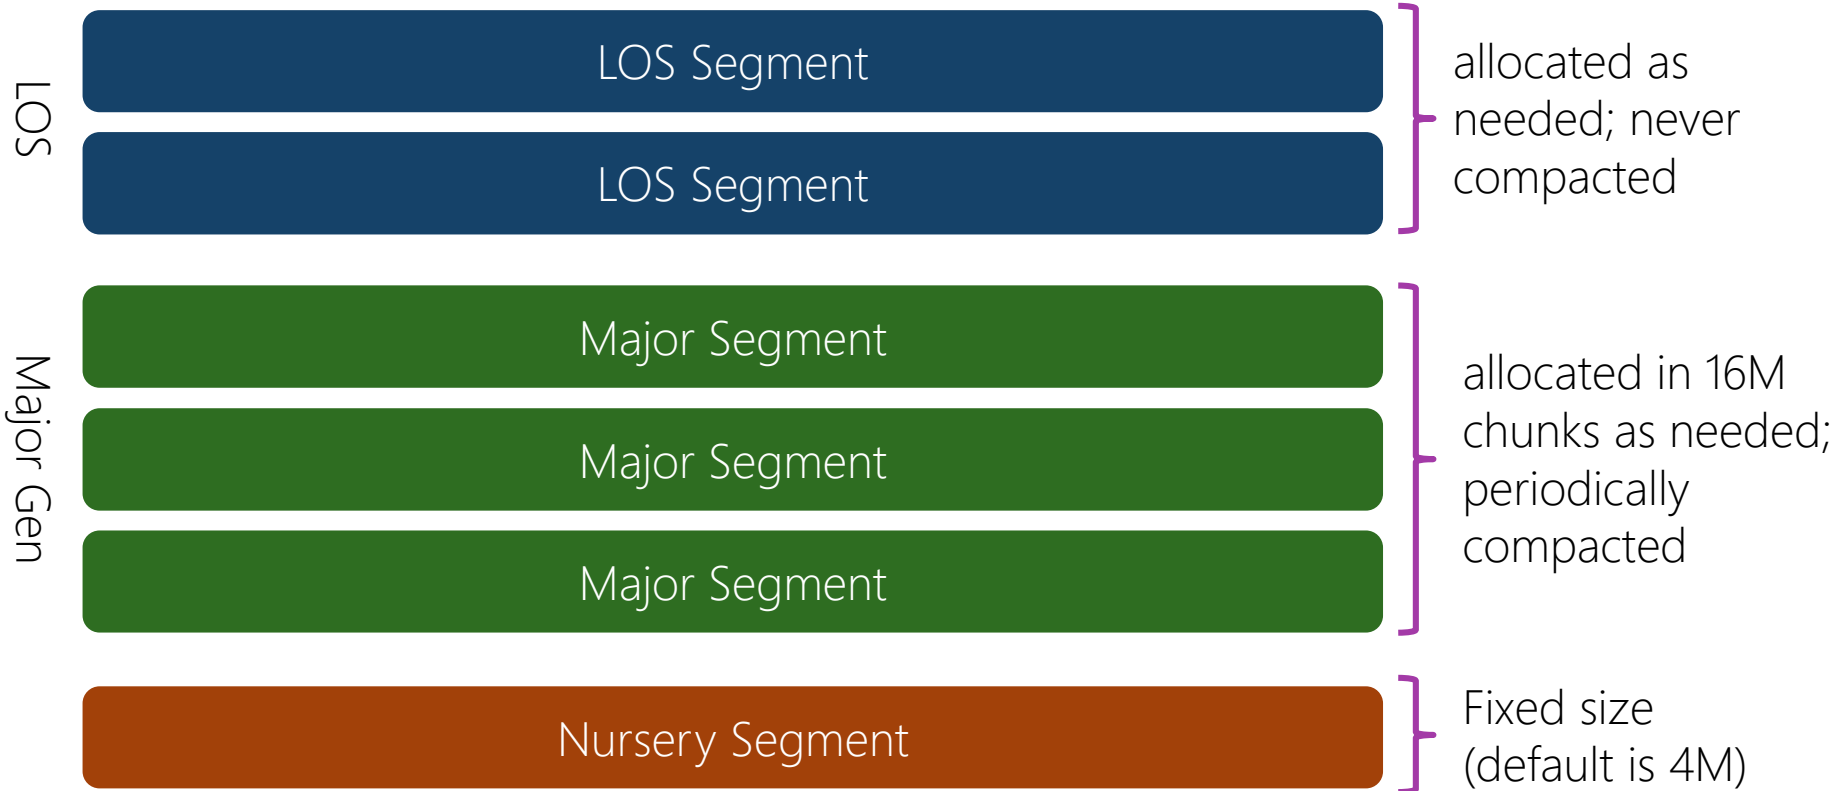 LOS
LOS Segment
LOS Segment
allocated as
needed; never
compacted
Major Gen
Major Segment
Major Segment
Major Segment
allocated in 16M
chunks as needed;
periodically
compacted
Nursery Segment
Fixed size
(default is 4M)